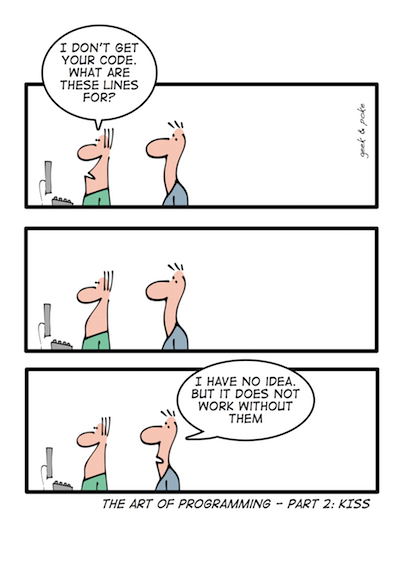 I DON'T GET
YOUR CODE.
WHAT ARE
THESE LINES
FOR?
geek & poke
I HAVE NO IDEA.
BUT IT DOES NOT
WORK WITHOUT
THEM
THE ART OF PROGRAMMING - PART 2: KISS